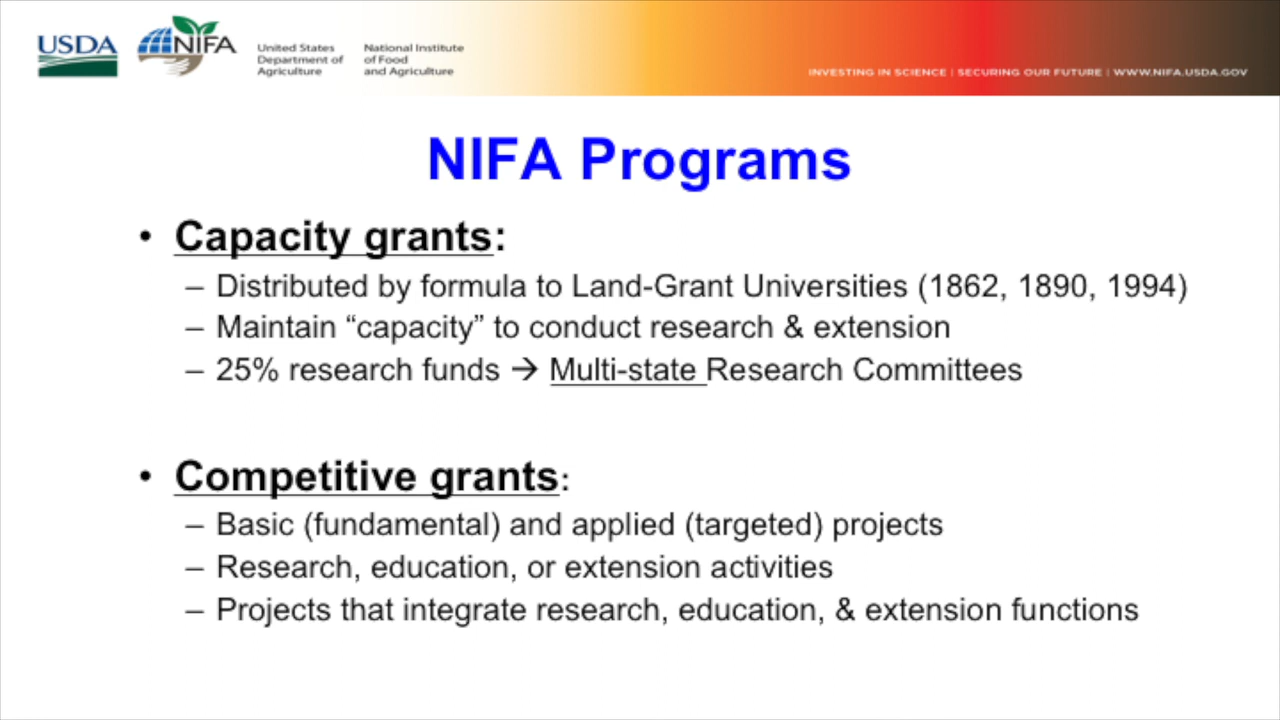 USDA
NIFA
United States
Department of
Agriculture
National Institute
of Food
and Agriculture
INVESTING IN SCIENCE | SECURING OUR FUTURE | WWW.NIFA.USDA.GOV
NIFA Programs
• Capacity grants:
– Distributed by formula to Land-Grant Universities (1862, 1890, 1994)
– Maintain “capacity” to conduct research & extension
– 25% research funds → Multi-state Research Committees
• Competitive grants:
– Basic (fundamental) and applied (targeted) projects
– Research, education, or extension activities
– Projects that integrate research, education, & extension functions